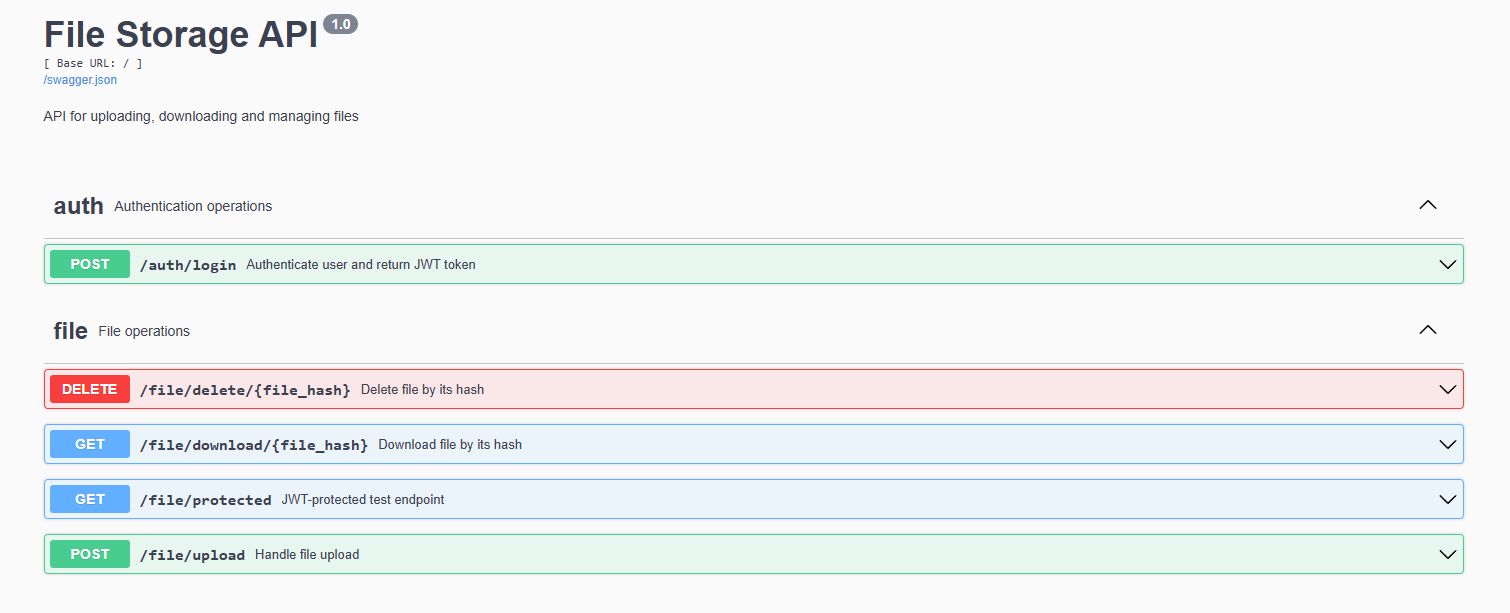 File Storage API 1.0
[ Base URL: / ]
/swagger.json
API for uploading, downloading and managing files
auth Authentication operations
POST /auth/login Authenticate user and return JWT token
file File operations
DELETE /file/delete/{file_hash} Delete file by its hash
GET /file/download/{file_hash} Download file by its hash
GET /file/protected JWT-protected test endpoint
POST /file/upload Handle file upload